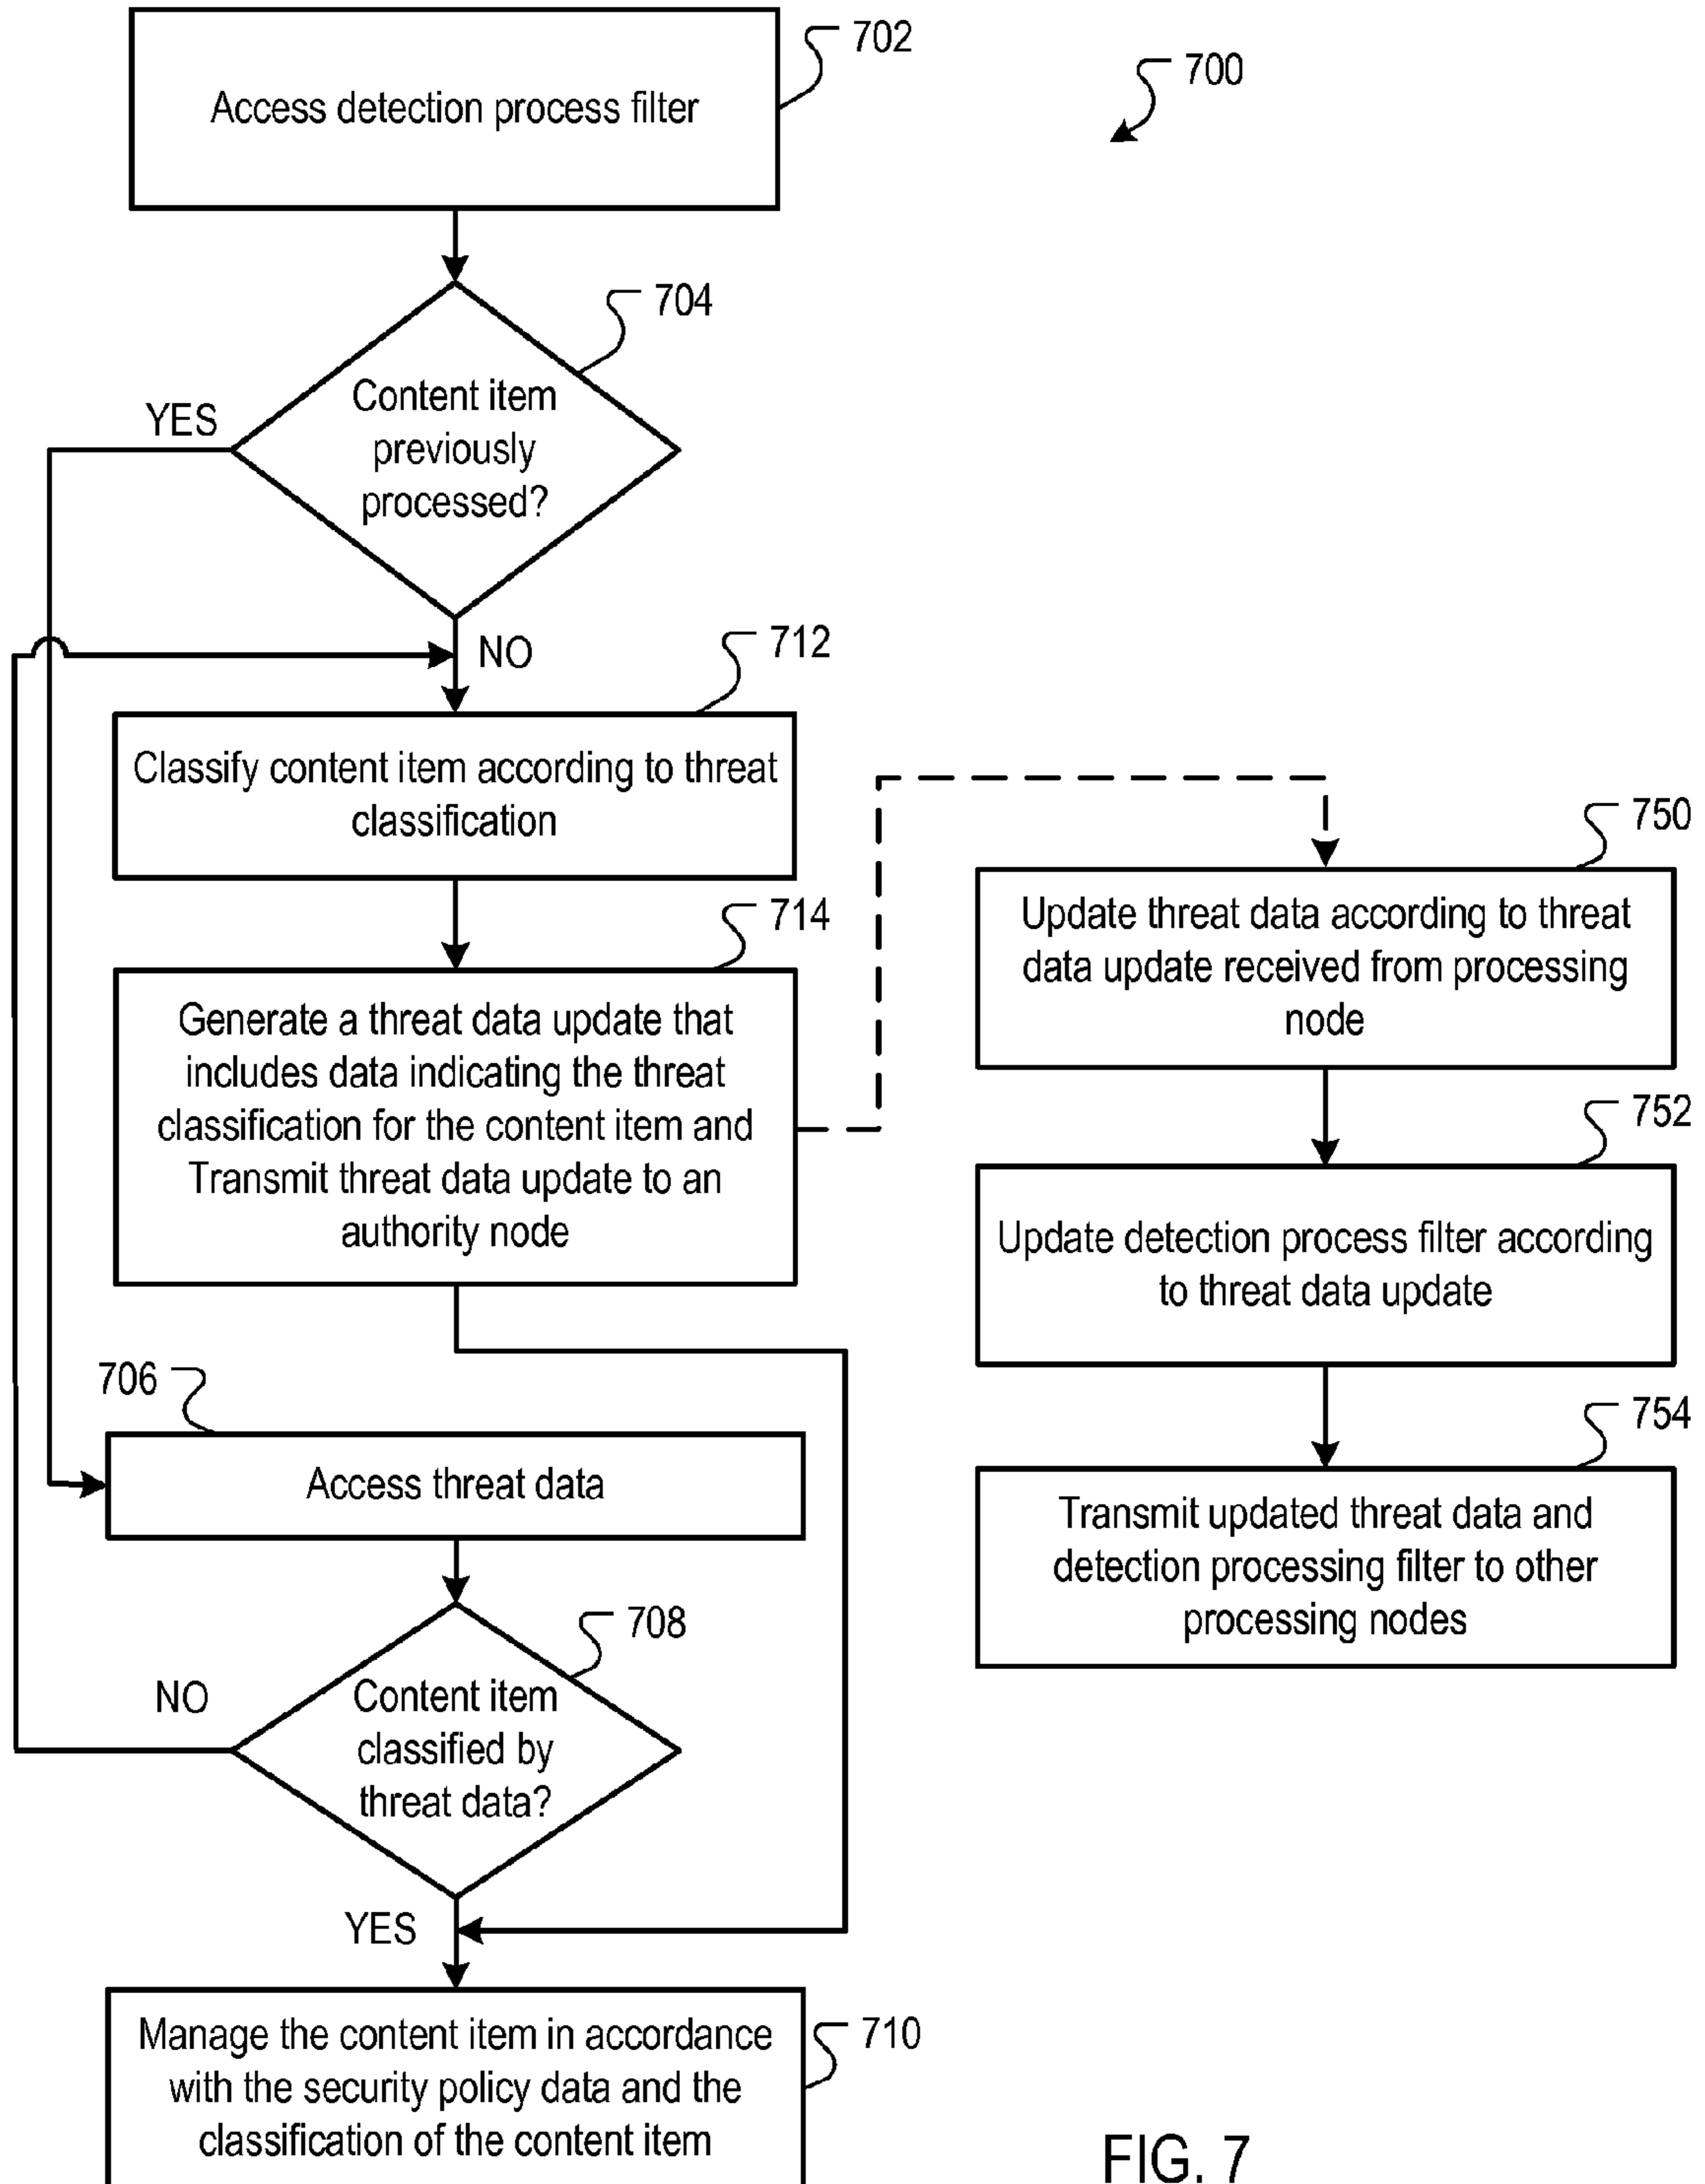 702
700
Access detection process filter
704
Content item
previously
processed?
YES
NO
712
Classify content item according to threat
classification
714
Generate a threat data update that
includes data indicating the threat
classification for the content item and
Transmit threat data update to an
authority node
750
Update threat data according to threat
data update received from processing
node
752
Update detection process filter according
to threat data update
754
Transmit updated threat data and
detection processing filter to other
processing nodes
706
Access threat data
708
Content item
classified by
threat data?
NO
YES
Manage the content item in accordance
with the security policy data and the
classification of the content item
710
FIG. 7